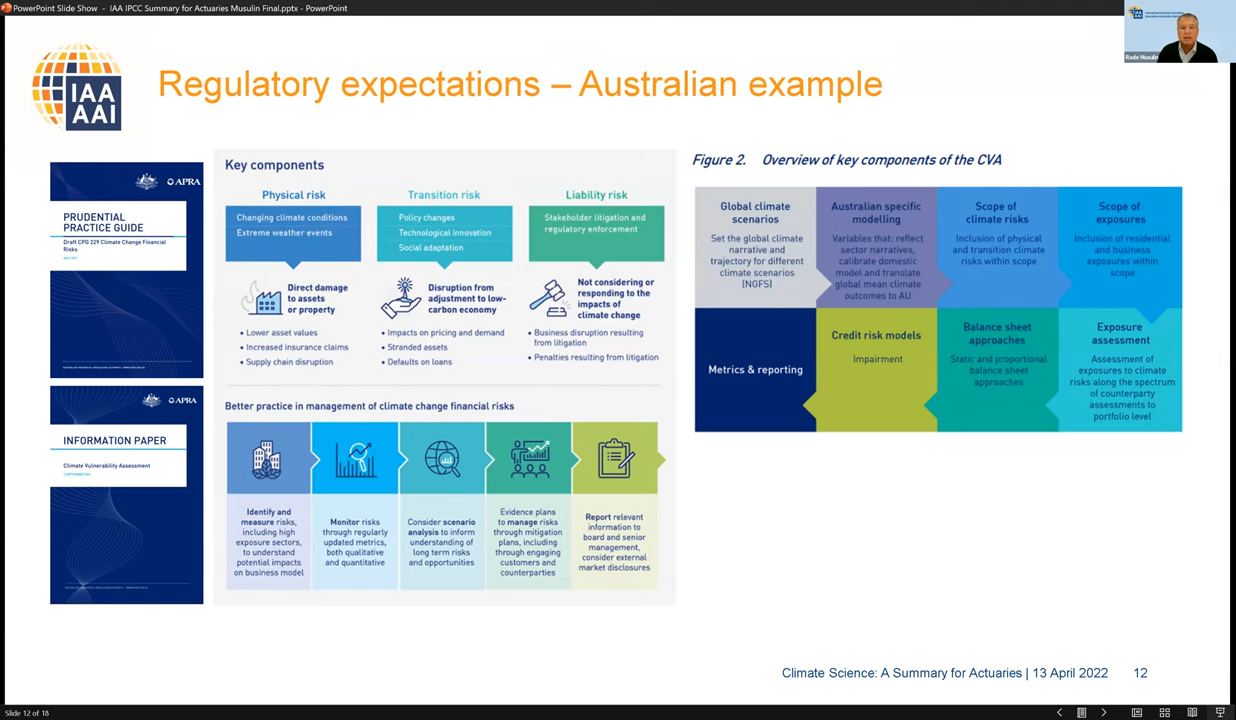 PowerPoint Slide Show - IAA IPCC Summary for Actuaries Musulin Final.pptx - PowerPoint
Rade Musulin
IAA
AAI
Regulatory expectations – Australian example
APRA
PRUDENTIAL
PRACTICE GUIDE
Draft CPG 229 Climate Change Financial
Risks
APRA
INFORMATION PAPER
Climate Vulnerability Assessment
Key components
Physical risk
Changing climate conditions
Extreme weather events
Direct damage
to assets
or property
• Lower asset values
• Increased insurance claims
• Supply chain disruption
Transition risk
Policy changes
Technological innovation
Social adaptation
Disruption from
adjustment to low-
carbon economy
• Impacts on pricing and demand
• Stranded assets
• Defaults on loans
Liability risk
Stakeholder litigation and
regulatory enforcement
Not considering or
responding to the
impacts of
climate change
• Business disruption resulting
from litigation
• Penalties resulting from litigation
Better practice in management of climate change financial risks
Identify and
measure risks,
including high
exposure sectors,
to understand
potential impacts
on business model
Monitor risks
through regularly
updated metrics,
both qualitative
and quantitative
Consider scenario
analysis to inform
understanding of
long term risks
and opportunities
Evidence plans
to manage risks
through mitigation
plans, including
through engaging
customers and
counterparties
Report relevant
information to
board and senior
management,
consider external
market disclosures
Figure 2. Overview of key components of the CVA
Global climate
scenarios
Set the global climate
narrative and
trajectory for different
climate scenarios
(NGFS)
Australian specific
modelling
Variables that: reflect
sector narratives,
calibrate domestic
model and translate
global mean climate
outcomes to AU
Scope of
climate risks
Inclusion of physical
and transition climate
risks within scope
Scope of
exposures
Inclusion of residential
and business
exposures within
scope
Metrics & reporting
Credit risk models
Impairment
Balance sheet
approaches
Static and proportional
balance sheet
approaches
Exposure
assessment
Assessment of
exposures to climate
risks along the spectrum
of counterparty
assessments to
portfolio level
Climate Science: A Summary for Actuaries | 13 April 2022 12
Slide 12 of 18